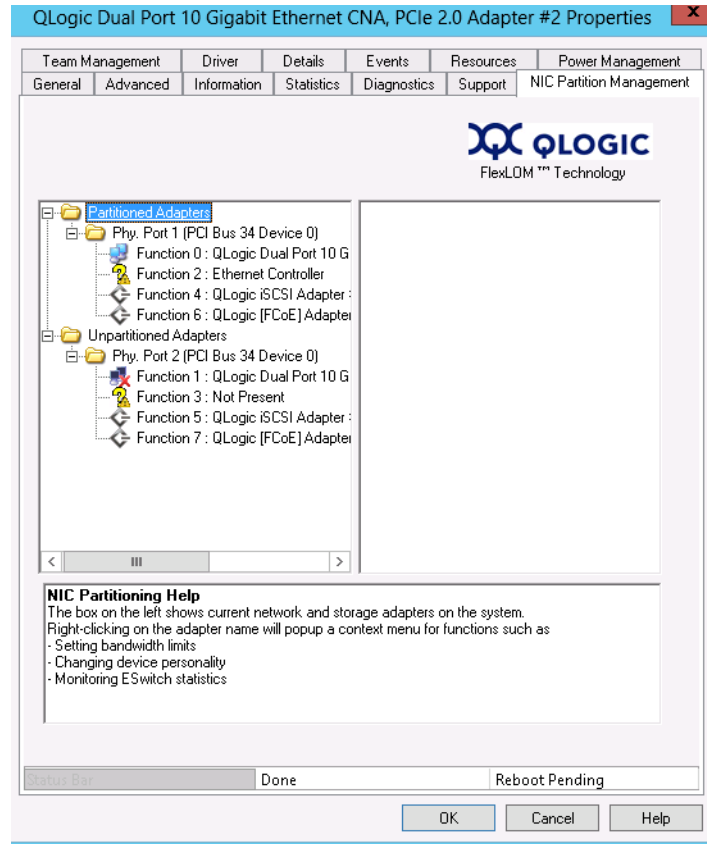 QLogic Dual Port 10 Gigabit Ethernet CNA, PCIe 2.0 Adapter #2 Properties
x
Team Management Driver Details Events Resources Power Management
General Advanced Information Statistics Diagnostics Support NIC Partition Management
QLOGIC
FlexLOM ™ Technology
Partitioned Adapters
Phy. Port 1 (PCI Bus 34 Device 0)
Function 0 : QLogic Dual Port 10 G
Function 2 : Ethernet Controller
Function 4 : QLogic iSCSI Adapter :
Function 6 : QLogic [FCoE] Adapter
Unpartitioned Adapters
Phy. Port 2 (PCI Bus 34 Device 0)
Function 1 : QLogic Dual Port 10 G
Function 3 : Not Present
Function 5 : QLogic iSCSI Adapter :
Function 7 : QLogic [FCoE] Adapter
NIC Partitioning Help
The box on the left shows current network and storage adapters on the system.
Right-clicking on the adapter name will popup a context menu for functions such as
- Setting bandwidth limits
- Changing device personality
- Monitoring ESwitch statistics
Status Bar Done Reboot Pending
OK Cancel Help